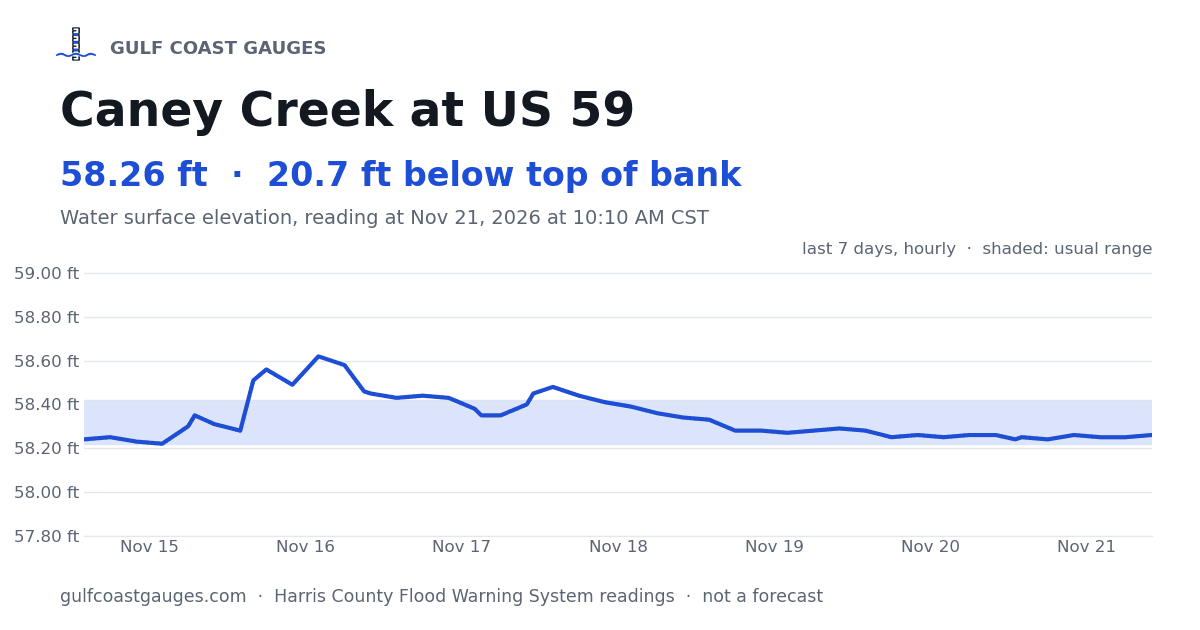 GULF COAST GAUGES
Caney Creek at US 59
58.26 ft · 20.7 ft below top of bank
Water surface elevation, reading at Nov 21, 2026 at 10:10 AM CST
last 7 days, hourly · shaded: usual range
59.00 ft
58.80 ft
58.60 ft
58.40 ft
58.20 ft
58.00 ft
57.80 ft
Nov 15 Nov 16 Nov 17 Nov 18 Nov 19 Nov 20 Nov 21
gulfcoastgauges.com · Harris County Flood Warning System readings · not a forecast